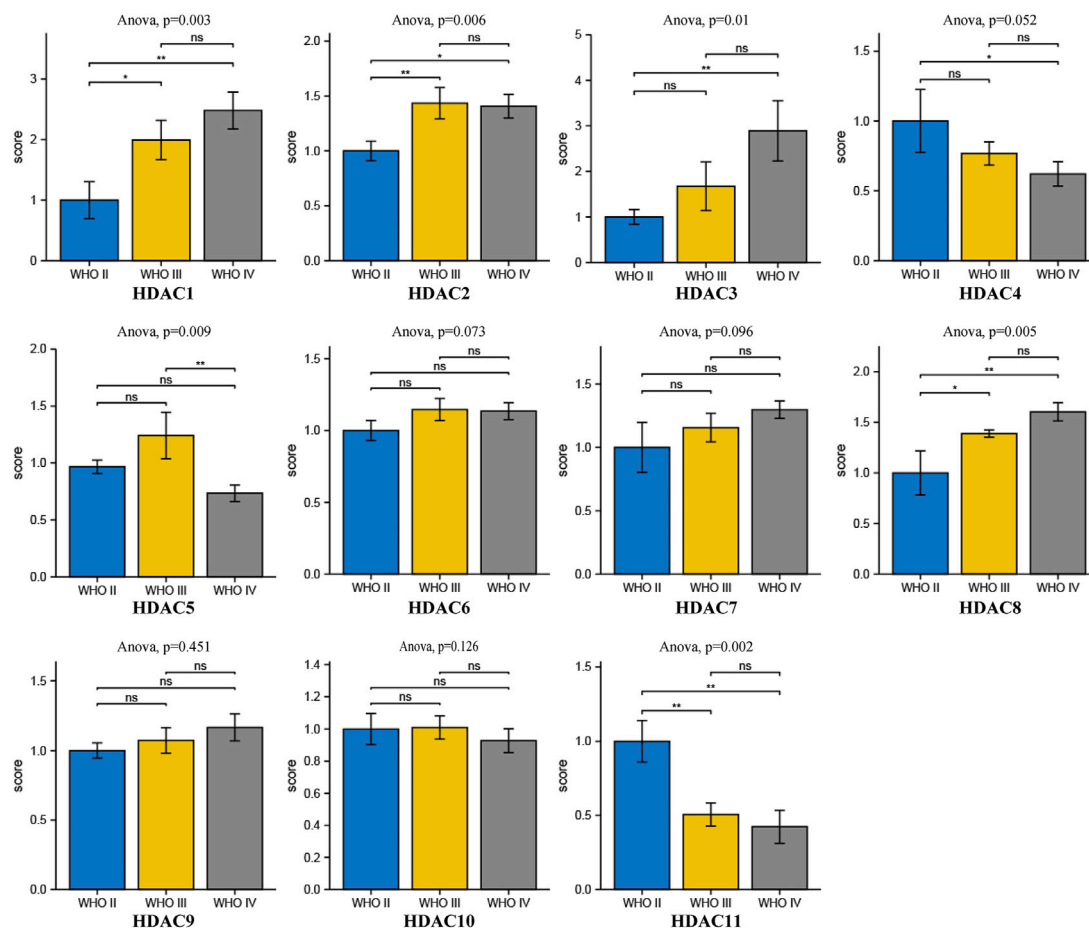 Anova, p=0.003
ns
**
*
score
3
2
1
0
WHO II WHO III WHO IV
HDAC1
Anova, p=0.006
ns
*
**
score
2.0
1.5
1.0
0.5
0.0
WHO II WHO III WHO IV
HDAC2
Anova, p=0.01
ns
**
ns
score
4
3
2
1
0
WHO II WHO III WHO IV
HDAC3
Anova, p=0.052
ns
*
ns
score
1.5
1.0
0.5
0.0
WHO II WHO III WHO IV
HDAC4
Anova, p=0.009
**
ns
ns
score
2.0
1.5
1.0
0.5
0.0
WHO II WHO III WHO IV
HDAC5
Anova, p=0.073
ns
ns
ns
score
1.5
1.0
0.5
0.0
WHO II WHO III WHO IV
HDAC6
Anova, p=0.096
ns
ns
ns
score
1.5
1.0
0.5
0.0
WHO II WHO III WHO IV
HDAC7
Anova, p=0.005
ns
**
*
score
2.0
1.5
1.0
0.5
0.0
WHO II WHO III WHO IV
HDAC8
Anova, p=0.451
ns
ns
ns
score
1.5
1.0
0.5
0.0
WHO II WHO III WHO IV
HDAC9
Anova, p=0.126
ns
ns
ns
score
1.4
1.2
1.0
0.8
0.6
0.4
0.2
0.0
WHO II WHO III WHO IV
HDAC10
Anova, p=0.002
ns
**
**
score
1.5
1.0
0.5
0.0
WHO II WHO III WHO IV
HDAC11